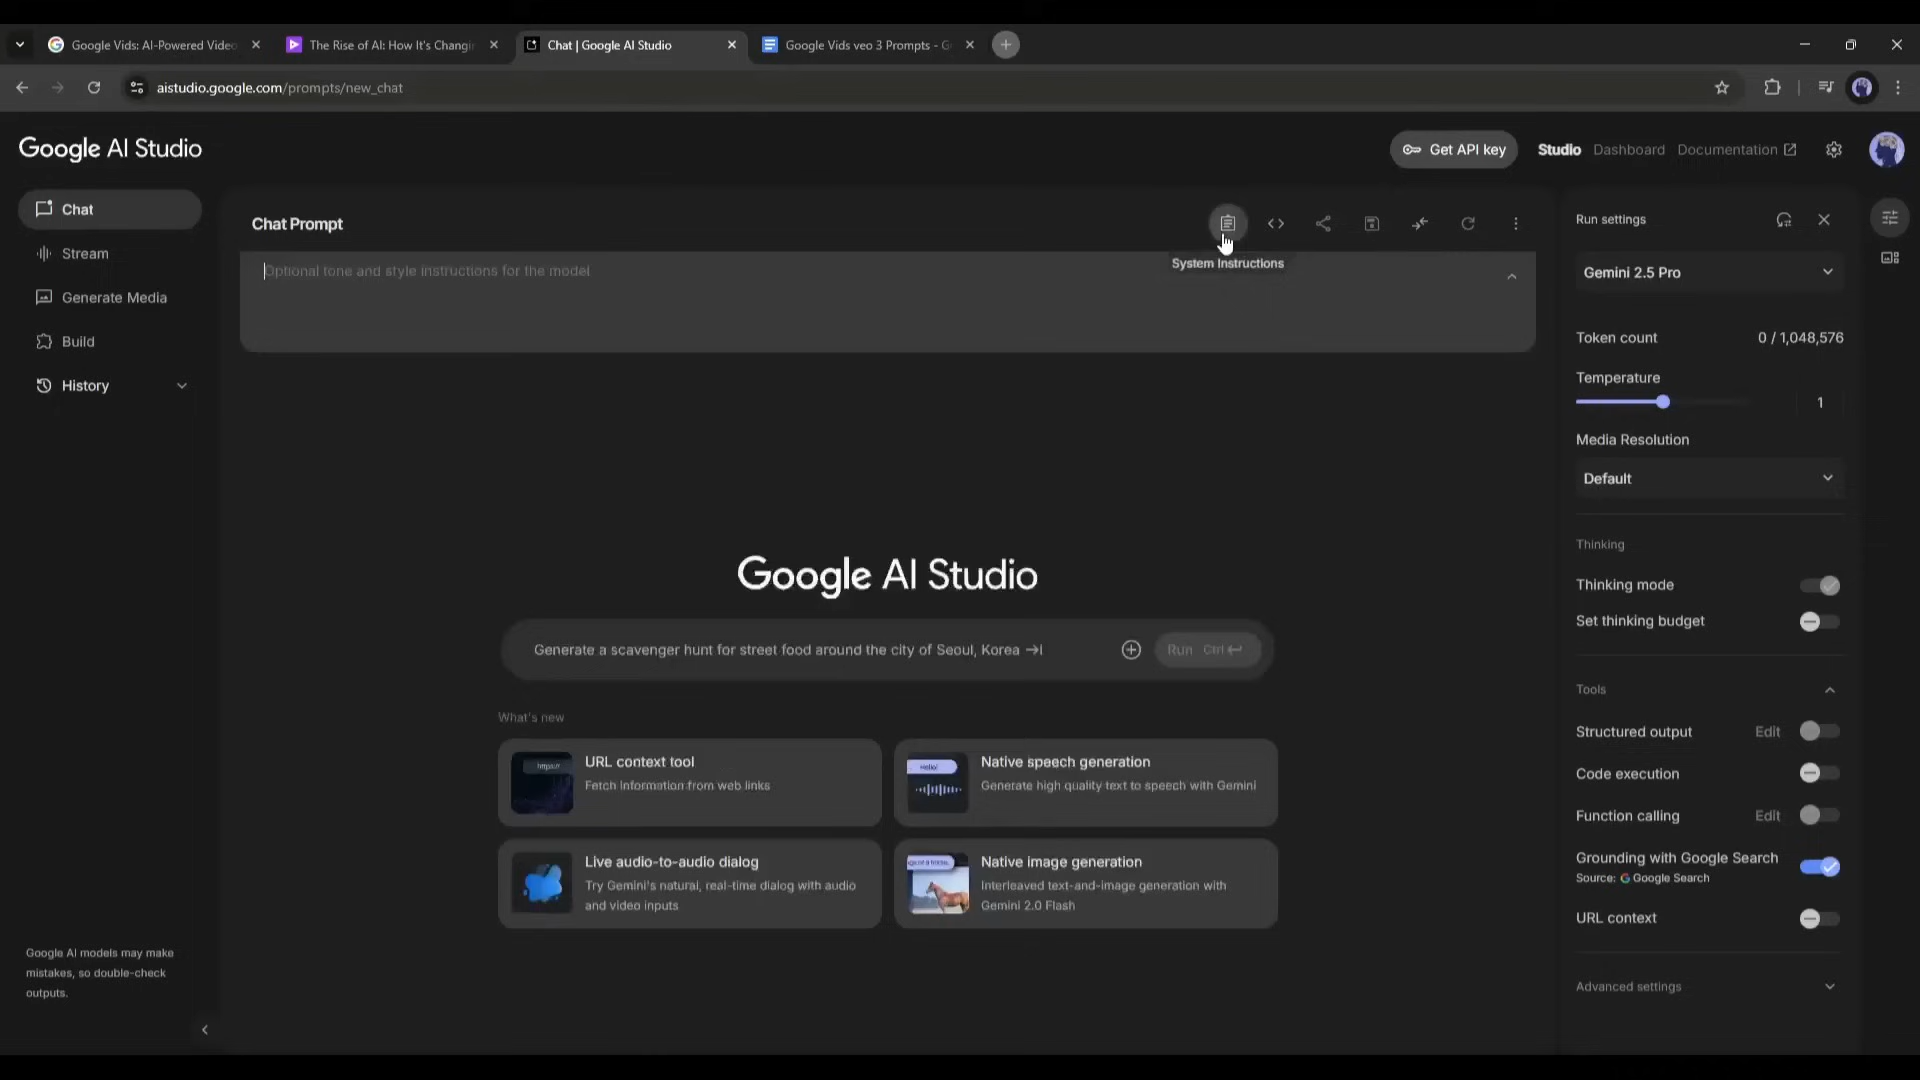 Google Vids: AI-Powered Video
The Rise of AI: How It's Changi
Chat | Google AI Studio
Google Vids veo 3 Prompts - G
aistudio.google.com/prompts/new_chat
Google AI Studio
Get API key
Studio
Dashboard
Documentation
Chat
Stream
Generate Media
Build
History
Google AI models may make
mistakes, so double-check
outputs.
Chat Prompt
System Instructions
Optional tone and style instructions for the model
Google AI Studio
Generate a scavenger hunt for street food around the city of Seoul, Korea
Run Ctrl
What's new
https://
URL context tool
Fetch information from web links
Hello!
Native speech generation
Generate high quality text to speech with Gemini
Live audio-to-audio dialog
Try Gemini's natural, real-time dialog with audio
and video inputs
Native image generation
Interleaved text-and-image generation with
Gemini 2.0 Flash
Run settings
Gemini 2.5 Pro
Token count 0 / 1,048,576
Temperature
1
Media Resolution
Default
Thinking
Thinking mode
Set thinking budget
Tools
Structured output Edit
Code execution
Function calling Edit
Grounding with Google Search
Source: Google Search
URL context
Advanced settings